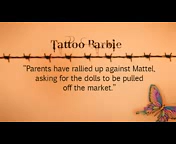 Tattoo Barbie
"Parents have rallied up against Mattel,
asking for the dolls to be pulled
off the market."